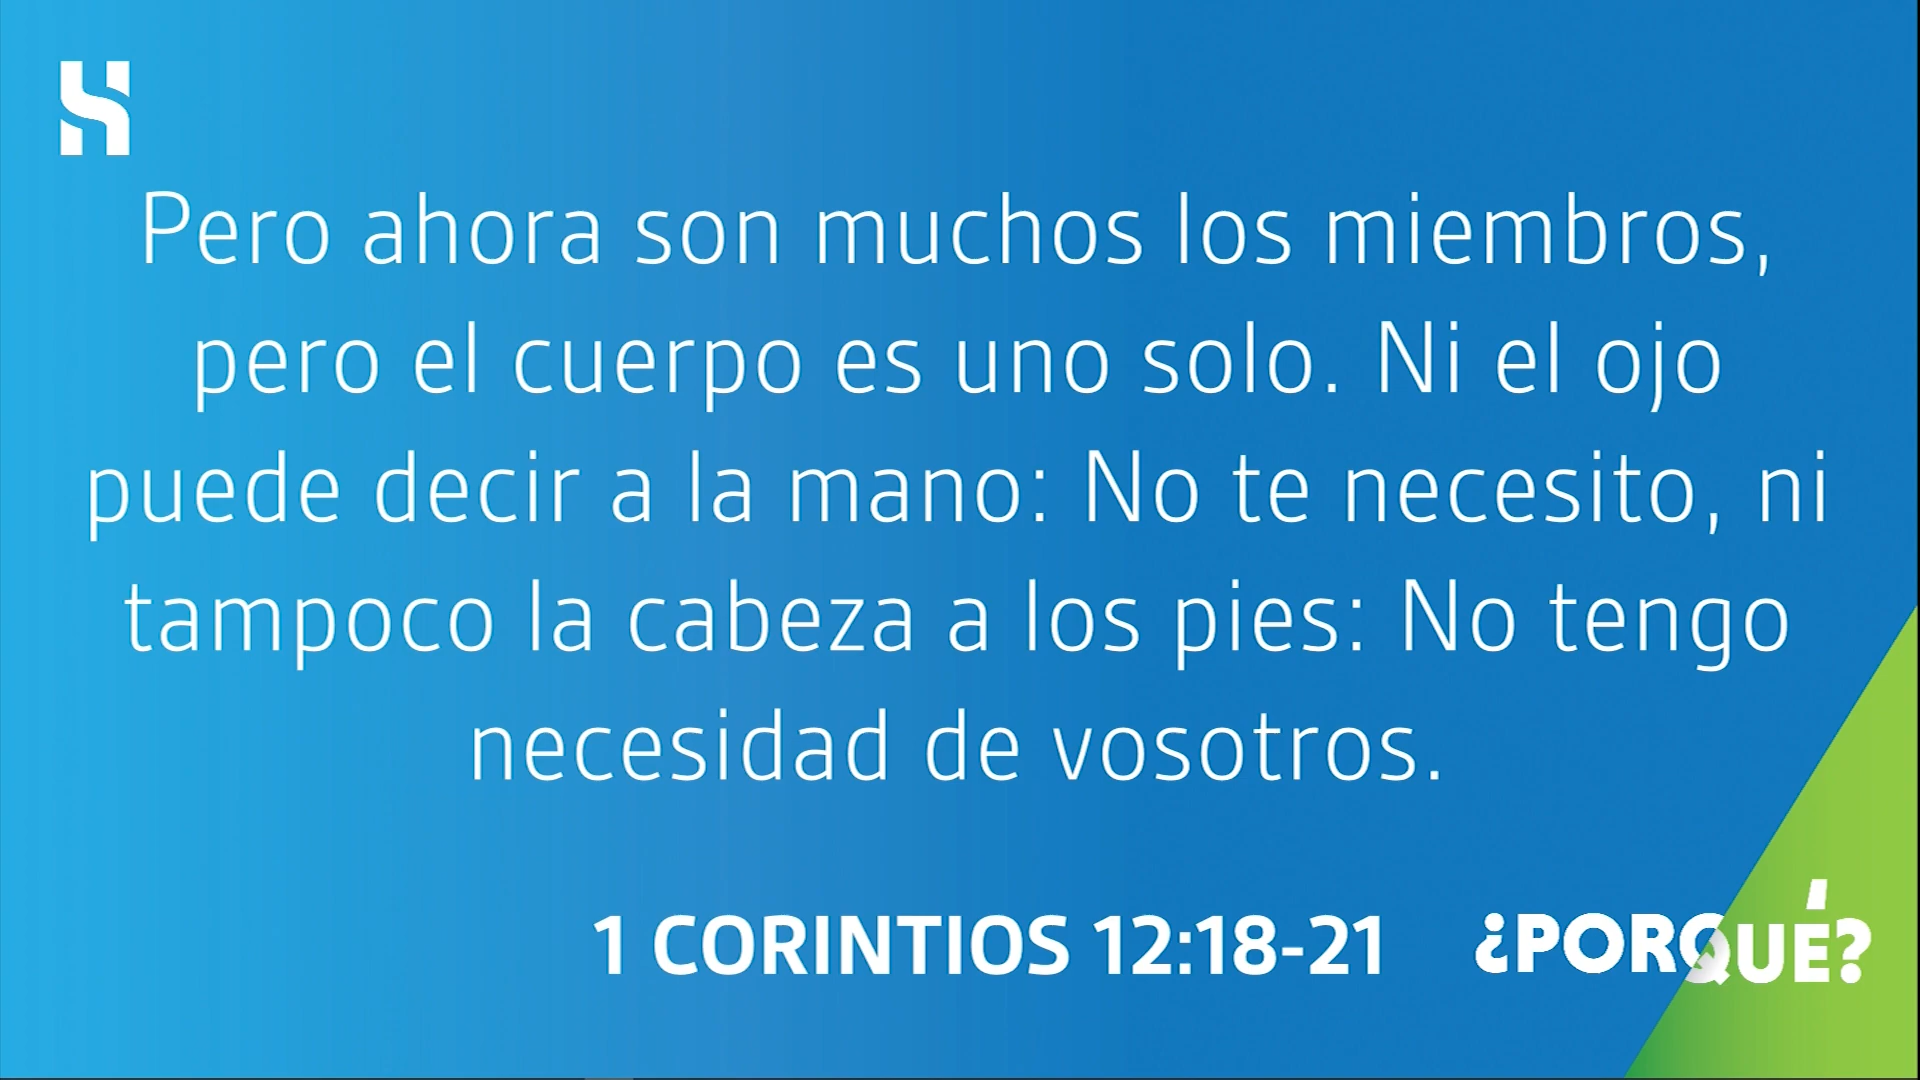 Pero ahora son muchos los miembros,
pero el cuerpo es uno solo. Ni el ojo
puede decir a la mano: No te necesito, ni
tampoco la cabeza a los pies: No tengo
necesidad de vosotros.
1 CORINTIOS 12:18-21
¿PORQUÉ?